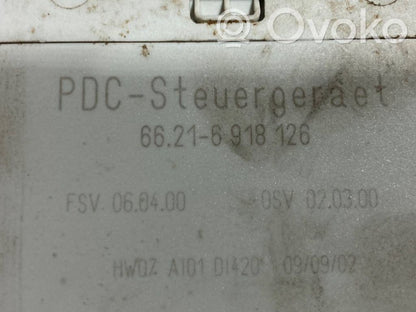 Ovoko
PDC-Steuergeraet
66.21-6 918 126
FSV 06.04.00 OSV 02.03.00
HW07 A101 D1420 09/09/02